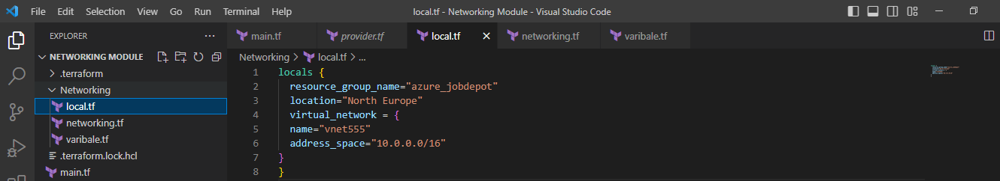 File Edit Selection View Go Run Terminal Help local.tf - Networking Module - Visual Studio Code
EXPLORER ...
main.tf provider.tf local.tf networking.tf varibale.tf
NETWORKING MODULE
Networking > local.tf > ...
.terraform
Networking
local.tf
networking.tf
varibale.tf
.terraform.lock.hcl
main.tf
1 locals {
2 resource_group_name="azure_jobdepot"
3 location="North Europe"
4 virtual_network = {
5 name="vnet555"
6 address_space="10.0.0.0/16"
7 }
8 }